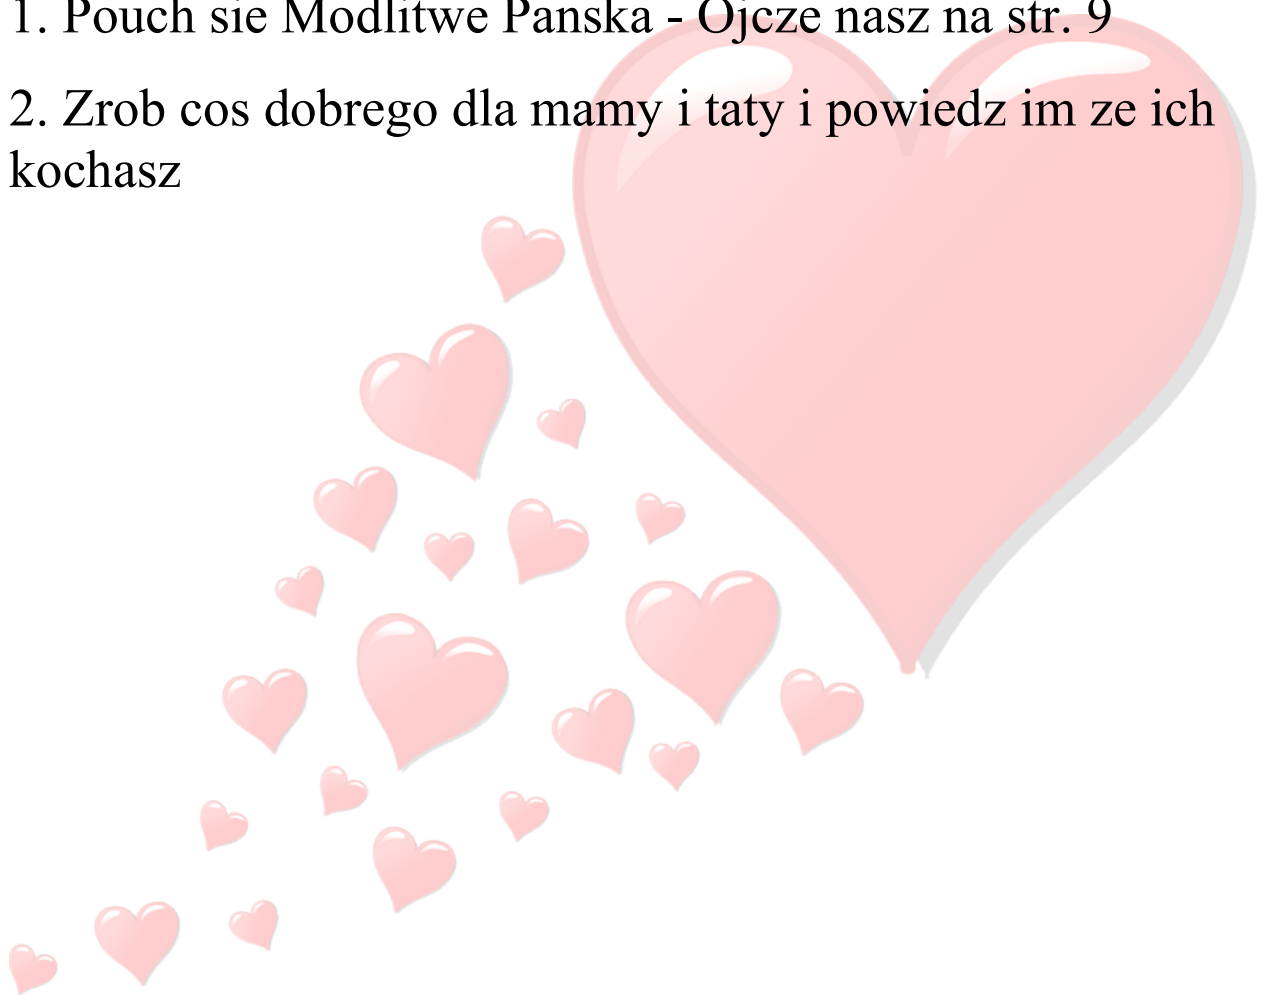 1. Pouch sie Modlitwe Panska - Ojcze nasz na str. 9
2. Zrob cos dobrego dla mamy i taty i powiedz im ze ich
kochasz